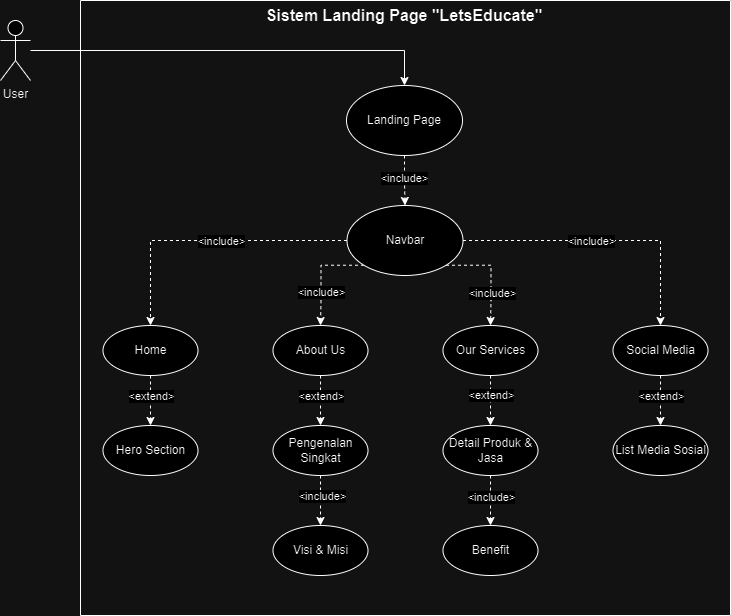 Sistem Landing Page "LetsEducate"
User
Landing Page
<include>
Navbar
<include>
<include>
<include>
<include>
Home
About Us
Our Services
Social Media
<extend>
<extend>
<extend>
<extend>
Hero Section
Pengenalan
Singkat
Detail Produk &
Jasa
List Media Sosial
<include>
<include>
Visi & Misi
Benefit